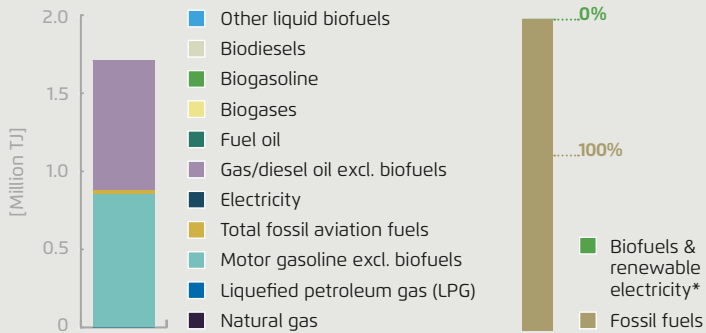 2.0
1.5
1.0
0.5
0
[Million TJ]
Other liquid biofuels
Biodiesels
Biogasoline
Biogases
Fuel oil
Gas/diesel oil excl. biofuels
Electricity
Total fossil aviation fuels
Motor gasoline excl. biofuels
Liquefied petroleum gas (LPG)
Natural gas
0%
100%
Biofuels &
renewable
electricity*
Fossil fuels